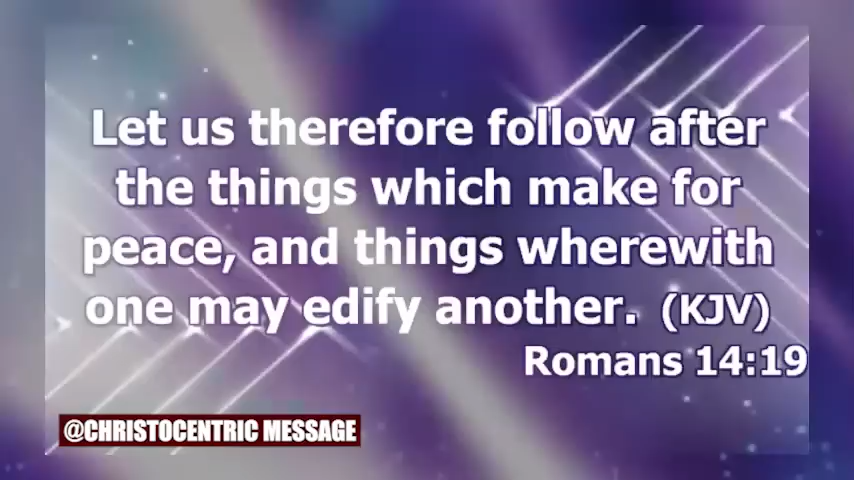 Let us therefore follow after
the things which make for
peace, and things wherewith
one may edify another. (KJV)
Romans 14:19
@CHRISTOCENTRIC MESSAGE